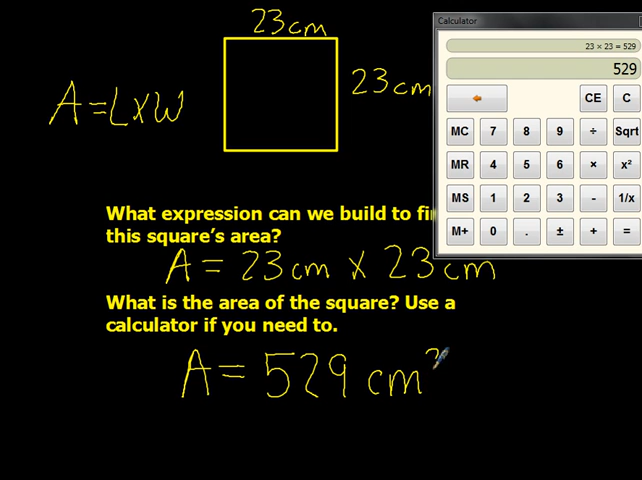 23cm
Calculator
23 × 23 = 529
529
23cm
A=LxW
← CE C
MC 7 8 9 ÷ Sqrt
MR 4 5 6 × x²
MS 1 2 3 - 1/x
M+ 0 . ± + =
What expression can we build to fi
this square's area?
A = 23cm x 23cm
What is the area of the square? Use a
calculator if you need to.
A = 529 cm²